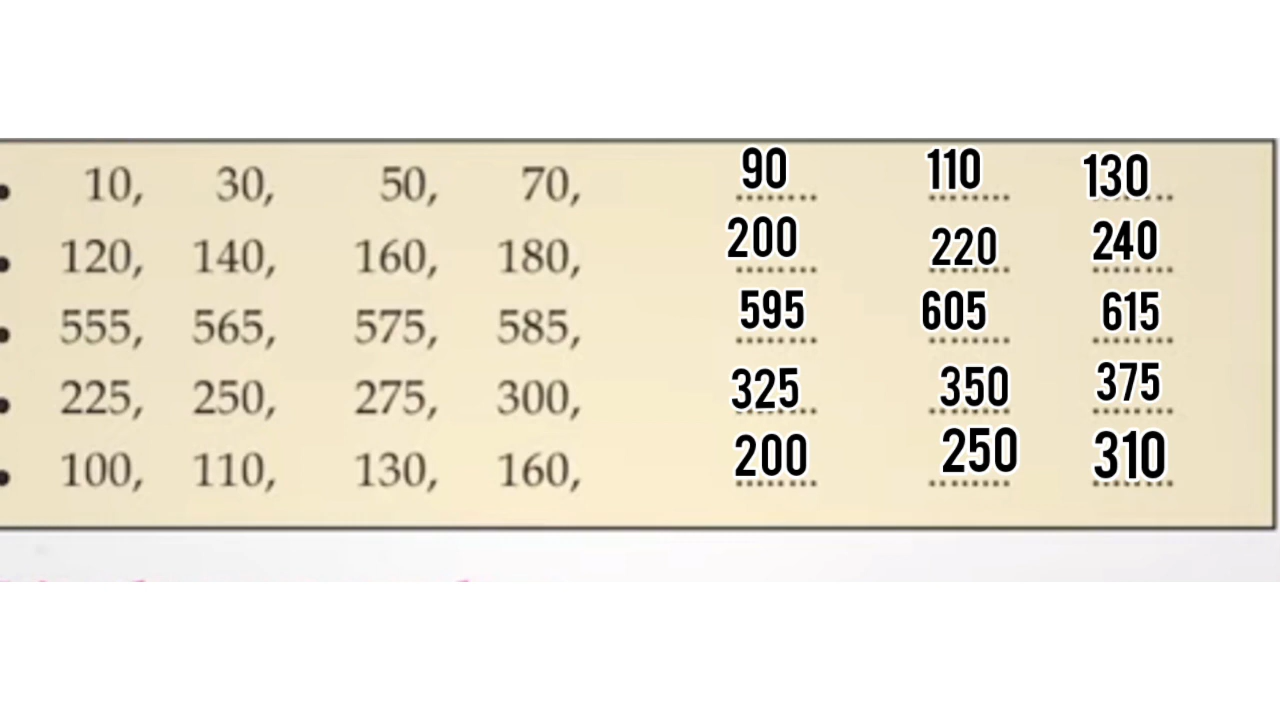 • 10, 30, 50, 70, 90 110 130
• 120, 140, 160, 180, 200 220 240
• 555, 565, 575, 585, 595 605 615
• 225, 250, 275, 300, 325 350 375
• 100, 110, 130, 160, 200 250 310